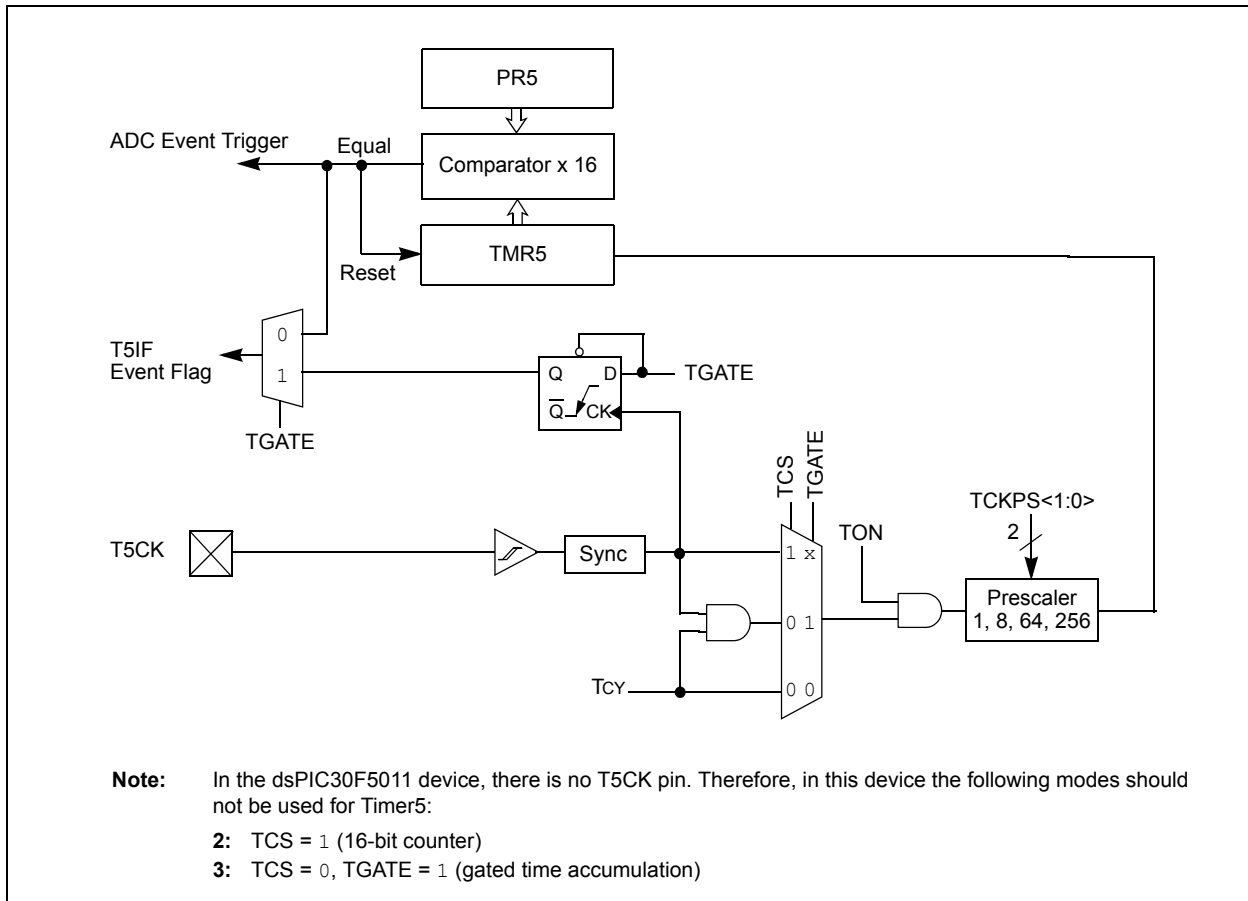 PR5
ADC Event Trigger
Equal
Comparator x 16
TMR5
Reset
0
T5IF
Event Flag
1
TGATE
Q D
TGATE
Q CK
TCS
TGATE
TCKPS<1:0>
2
T5CK
Sync
1 x
TON
Prescaler
1, 8, 64, 256
0 1
TCY
0 0
Note: In the dsPIC30F5011 device, there is no T5CK pin. Therefore, in this device the following modes should
not be used for Timer5:
2: TCS = 1 (16-bit counter)
3: TCS = 0, TGATE = 1 (gated time accumulation)